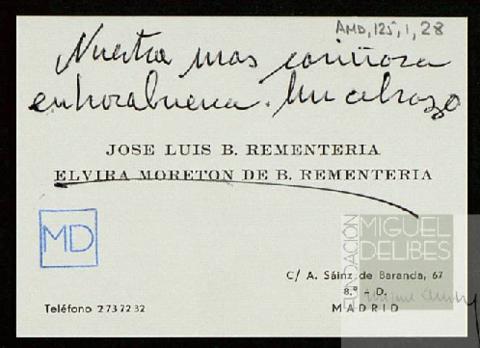 AMD, 125, 1, 28
Nuestra mas cariñosa
enhorabuena. Un abrazo
JOSE LUIS B. REMENTERIA
ELVIRA MORETON DE B. REMENTERIA
MD
FUNDACIÓN
MIGUEL
DELIBES
C/ A. Sáinz de Baranda, 67
8.º - D.
Teléfono 2737232
MADRID